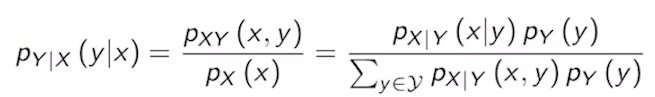 p_{Y|X}(y|x) = \frac{p_{XY}(x, y)}{p_X(x)} = \frac{p_{X|Y}(x|y) p_Y(y)}{\sum_{y \in \mathcal{Y}} p_{X|Y}(x, y) p_Y(y)}